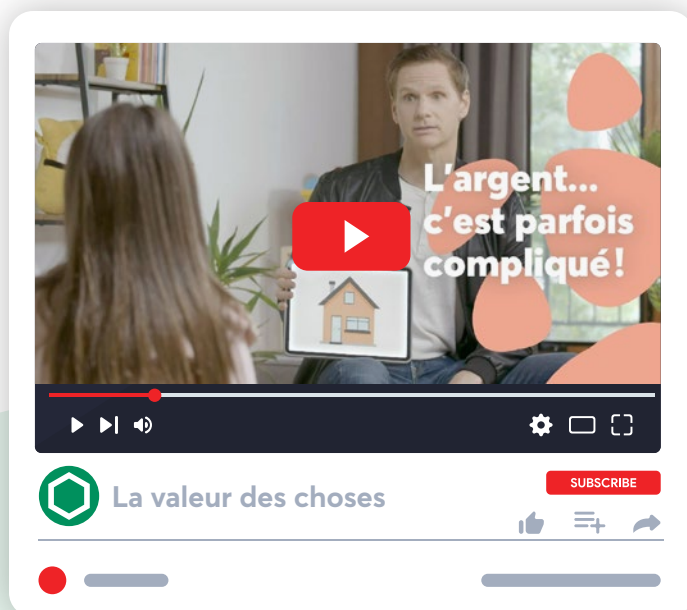 L'argent...
c'est parfois
compliqué!
La valeur des choses
SUBSCRIBE